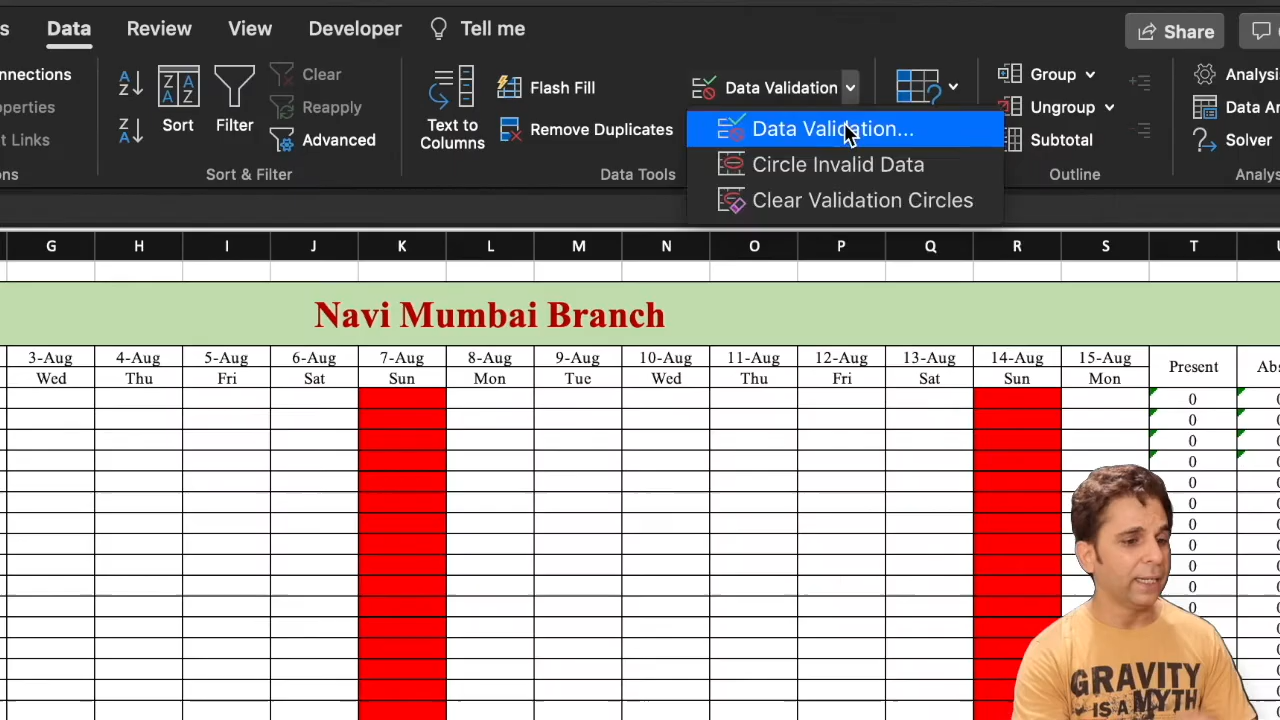 s Data Review View Developer Tell me Share
nnections Clear Flash Fill Data Validation Group Analysi
roperties Sort Filter Reapply Text to Columns Remove Duplicates Data Validation... Ungroup Data An
t Links Advanced Circle Invalid Data Subtotal Solver
ons Sort & Filter Data Tools Clear Validation Circles Outline Analys
G H I J K L M N O P Q R S T U
Navi Mumbai Branch
3-Aug 4-Aug 5-Aug 6-Aug 7-Aug 8-Aug 9-Aug 10-Aug 11-Aug 12-Aug 13-Aug 14-Aug 15-Aug Present Abs
Wed Thu Fri Sat Sun Mon Tue Wed Thu Fri Sat Sun Mon
0 0
0 0
0 0
0 0
0 0
0 0
0 0
0 0
0
0
0
GRAVITY
IS A MYTH